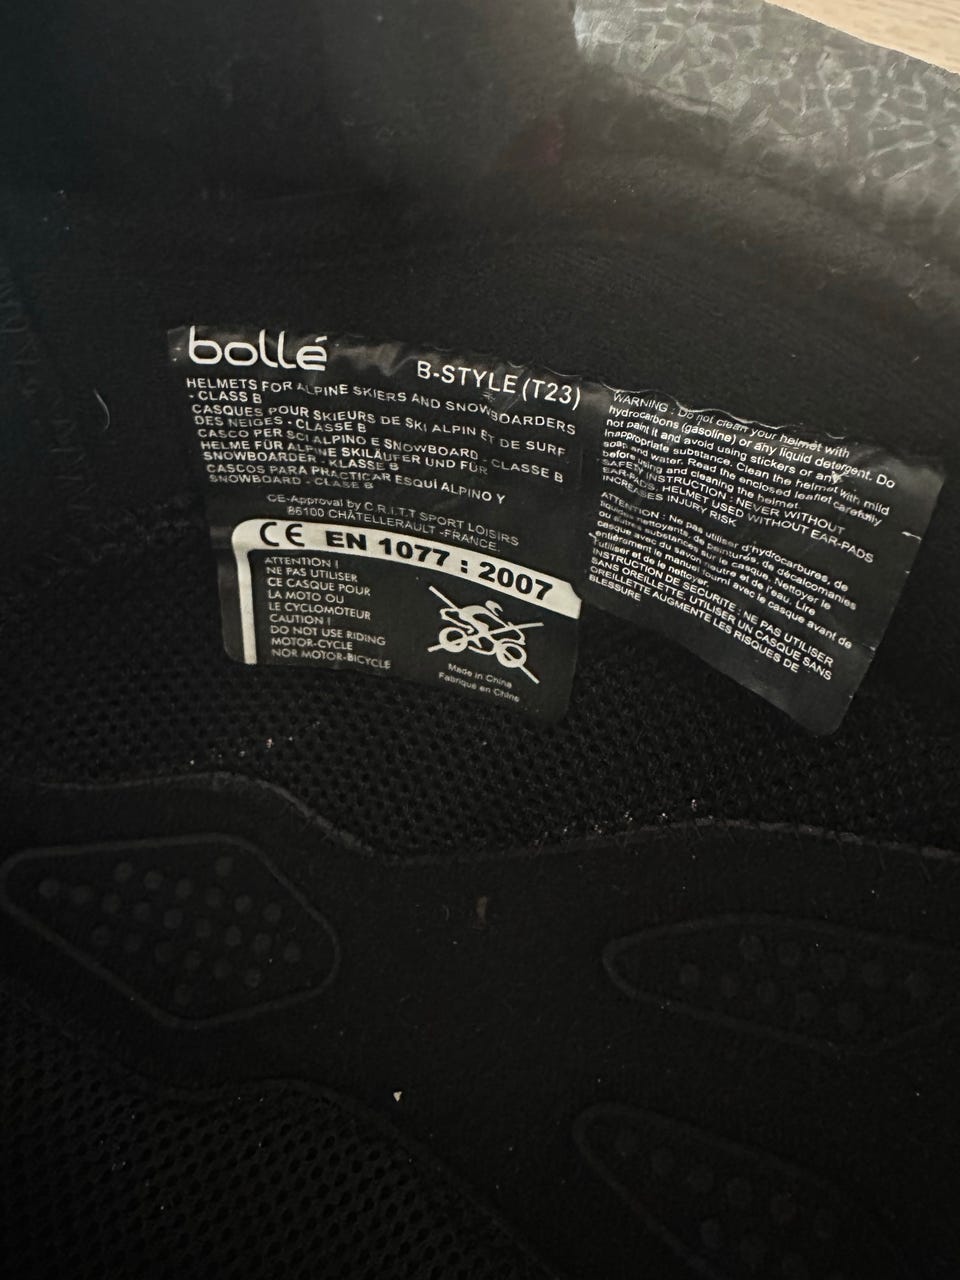 bollé
B-STYLE (T23)
HELMETS FOR ALPINE SKIERS AND SNOWBOARDERS
- CLASS B
CASQUES POUR SKIEURS DE SKI ALPIN ET DE SURF
DES NEIGES - CLASSE B
CASCO PER SCI ALPINO E SNOWBOARD - CLASSE B
HELME FÜR ALPINE SKILÄUFER UND FÜR
SNOWBOARDER - KLASSE B
CASCOS PARA PRACTICAR ESQUÍ ALPINO Y
SNOWBOARD - CLASE B
CE-Approval by C.R.I.T.T SPORT LOISIRS
86100 CHÂTELLERAULT -FRANCE.
CE EN 1077 : 2007
ATTENTION !
NE PAS UTILISER
CE CASQUE POUR
LA MOTO OU
LE CYCLOMOTEUR
CAUTION !
DO NOT USE RIDING
MOTOR-CYCLE
NOR MOTOR-BICYCLE
Made in China
Fabriqué en Chine
WARNING : Do not clean your helmet with
hydrocarbons (gasoline) or any liquid detergent. Do
not paint it and avoid using stickers or any
inappropriate substance. Clean the helmet with mild
soap and water. Read the enclosed leaflet carefully
before using and cleaning the helmet.
SAFETY INSTRUCTION : NEVER WITHOUT
EAR-PADS. HELMET USED WITHOUT EAR-PADS
INCREASES INJURY RISK
ATTENTION : Ne pas utiliser d'hydrocarbures, de
liquides nettoyants, de peintures, de décalcomanies
ou autres substances sur le casque. Nettoyer le
casque avec du savon neutre et de l'eau. Lire
entièrement le manuel fourni avec le casque avant de
l'utiliser et de le nettoyer.
INSTRUCTION DE SECURITE : NE PAS UTILISER
SANS OREILLETTE. UTILISER UN CASQUE SANS
OREILLETTE AUGMENTE LES RISQUES DE
BLESSURE